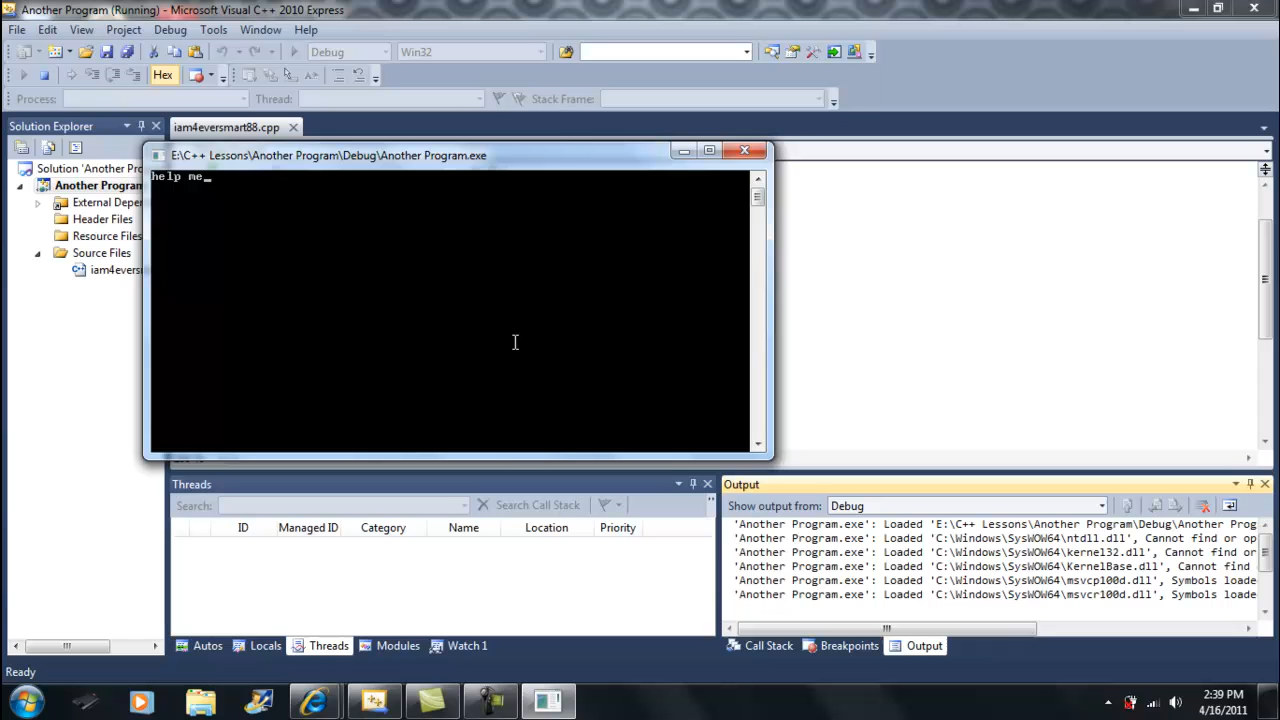 Another Program (Running) - Microsoft Visual C++ 2010 Express
File Edit View Project Debug Tools Window Help
Debug Win32
Hex
Process: Thread: Stack Frame:
Solution Explorer
iam4eversmart88.cpp
E:\C++ Lessons\Another Program\Debug\Another Program.exe
help me_
Solution 'Another Pro
Another Program
External Depe
Header Files
Resource Files
Source Files
iam4eversm
Threads
Search: Search Call Stack
ID Managed ID Category Name Location Priority
Output
Show output from: Debug
'Another Program.exe': Loaded 'E:\C++ Lessons\Another Program\Debug\Another Prog
'Another Program.exe': Loaded 'C:\Windows\SysWOW64\ntdll.dll', Cannot find or op
'Another Program.exe': Loaded 'C:\Windows\SysWOW64\kernel32.dll', Cannot find or
'Another Program.exe': Loaded 'C:\Windows\SysWOW64\KernelBase.dll', Cannot find
'Another Program.exe': Loaded 'C:\Windows\SysWOW64\msvcp100d.dll', Symbols loade
'Another Program.exe': Loaded 'C:\Windows\SysWOW64\msvcr100d.dll', Symbols loade
Autos Locals Threads Modules Watch 1
Call Stack Breakpoints Output
Ready
2:39 PM
4/16/2011